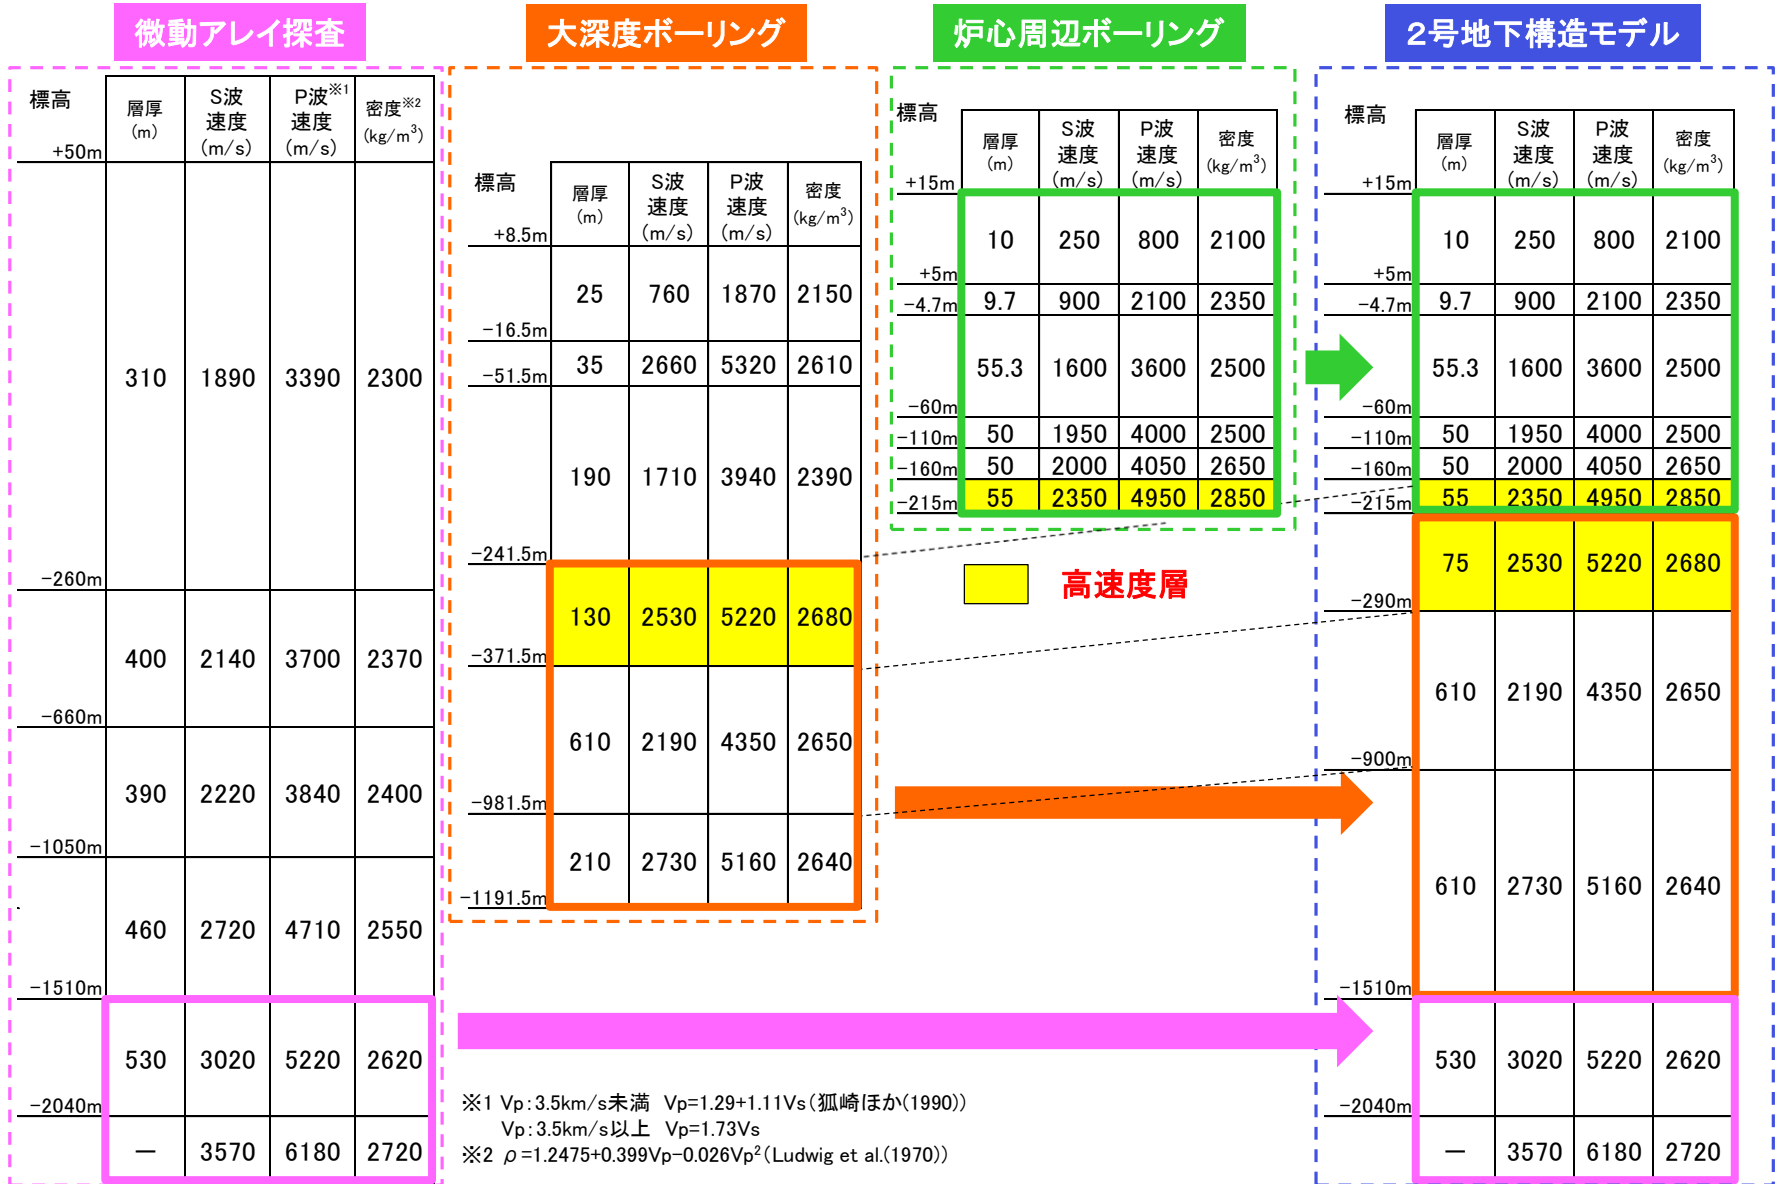 微動アレイ探査
標高
層厚
(m)
S波
速度
(m/s)
P波※1
速度
(m/s)
密度※2
(kg/m3)
+50m
310 1890 3390 2300
−260m
400 2140 3700 2370
−660m
390 2220 3840 2400
−1050m
460 2720 4710 2550
−1510m
530 3020 5220 2620
−2040m
― 3570 6180 2720
大深度ボーリング
標高
層厚
(m)
S波
速度
(m/s)
P波
速度
(m/s)
密度
(kg/m3)
+8.5m
25 760 1870 2150
−16.5m
35 2660 5320 2610
−51.5m
190 1710 3940 2390
−241.5m
130 2530 5220 2680
−371.5m
610 2190 4350 2650
−981.5m
210 2730 5160 2640
−1191.5m
炉心周辺ボーリング
標高
層厚
(m)
S波
速度
(m/s)
P波
速度
(m/s)
密度
(kg/m3)
+15m
10 250 800 2100
+5m
9.7 900 2100 2350
−4.7m
55.3 1600 3600 2500
−60m
50 1950 4000 2500
−110m
50 2000 4050 2650
−160m
55 2350 4950 2850
−215m
高速度層
2号地下構造モデル
標高
層厚
(m)
S波
速度
(m/s)
P波
速度
(m/s)
密度
(kg/m3)
+15m
10 250 800 2100
+5m
9.7 900 2100 2350
−4.7m
55.3 1600 3600 2500
−60m
50 1950 4000 2500
−110m
50 2000 4050 2650
−160m
55 2350 4950 2850
−215m
75 2530 5220 2680
−290m
610 2190 4350 2650
−900m
610 2730 5160 2640
−1510m
530 3020 5220 2620
−2040m
― 3570 6180 2720
※1 Vp:3.5km/s未満 Vp=1.29+1.11Vs(狐崎ほか(1990))
Vp:3.5km/s以上 Vp=1.73Vs
※2 ρ=1.2475+0.399Vp−0.026Vp2(Ludwig et al.(1970))